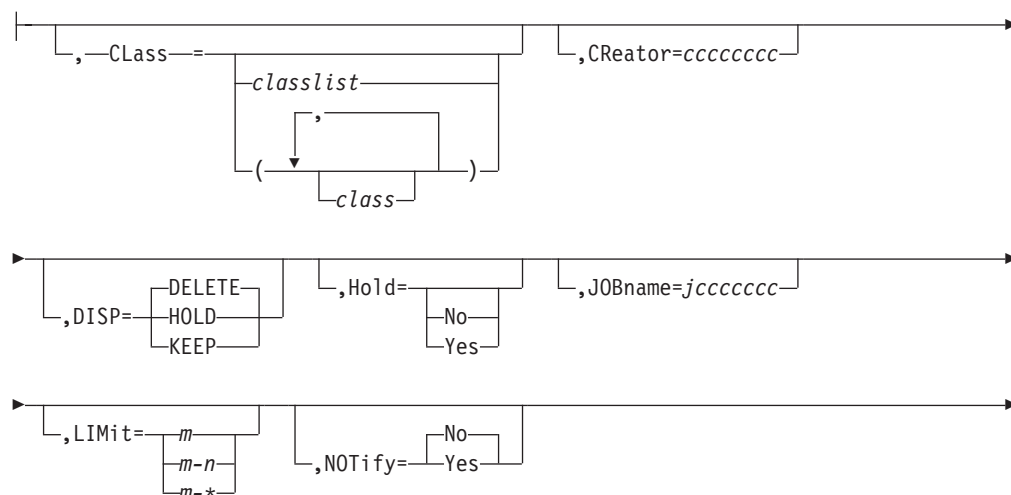 , CLass = classlist ( , class ) ,CReator=cccccccc
,DISP= DELETE HOLD KEEP ,Hold= No Yes ,JOBname=jccccccc
,LIMit= m m-n m-* ,NOTify= No Yes